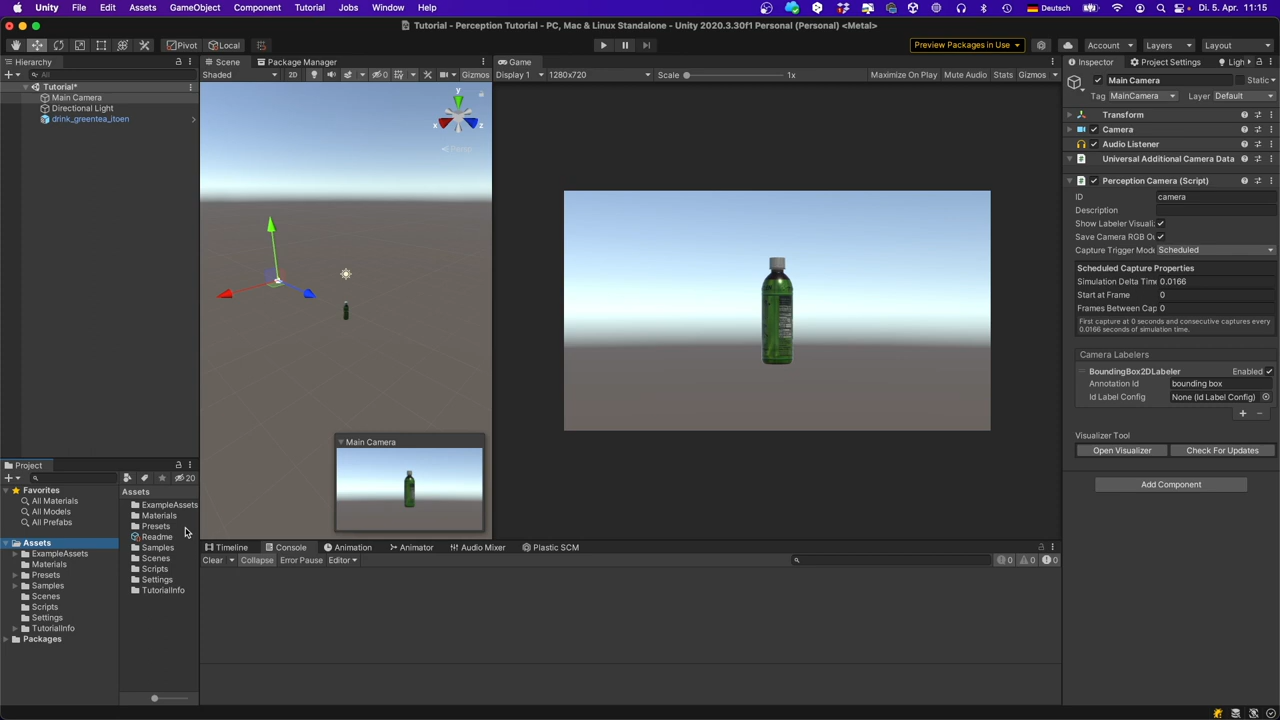 Unity File Edit Assets GameObject Component Tutorial Jobs Window Help Deutsch Di. 5. Apr. 11:15
Tutorial - Perception Tutorial - PC, Mac & Linux Standalone - Unity 2020.3.30f1 Personal (Personal) <Metal>
Pivot Local Preview Packages in Use Account Layers Layout
Hierarchy Scene Package Manager Game Inspector Project Settings Ligh
All Shaded 2D 0 Gizmos Display 1 1280x720 Scale 1x Maximize On Play Mute Audio Stats Gizmos
Main Camera Static
Tutorial*
Main Camera
Directional Light
drink_greentea_itoen
y
x
z
Persp
Tag MainCamera Layer Default
Transform
Camera
Audio Listener
Universal Additional Camera Data
Perception Camera (Script)
ID camera
Description
Show Labeler Visuali
Save Camera RGB Ou
Capture Trigger Mod Scheduled
Scheduled Capture Properties
Simulation Delta Time 0.0166
Start at Frame 0
Frames Between Cap 0
First capture at 0 seconds and consecutive captures every
0.0166 seconds of simulation time.
Camera Labelers
BoundingBox2DLabeler Enabled
Annotation Id bounding box
Id Label Config None (Id Label Config)
Visualizer Tool
Open Visualizer Check For Updates
Add Component
Main Camera
Project
20
Favorites
All Materials
All Models
All Prefabs
Assets
ExampleAssets
Materials
Presets
Samples
Scenes
Scripts
Settings
TutorialInfo
Packages
Assets
ExampleAssets
Materials
Presets
Readme
Samples
Scenes
Scripts
Settings
TutorialInfo
Timeline Console Animation Animator Audio Mixer Plastic SCM
Clear Collapse Error Pause Editor 0 0 0